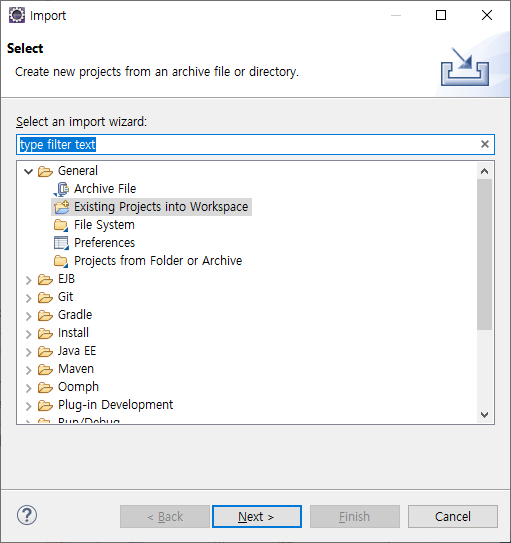 Import
Select
Create new projects from an archive file or directory.
Select an import wizard:
type filter text
General
Archive File
Existing Projects into Workspace
File System
Preferences
Projects from Folder or Archive
EJB
Git
Gradle
Install
Java EE
Maven
Oomph
Plug-in Development
Run/Debug
< Back
Next >
Finish
Cancel